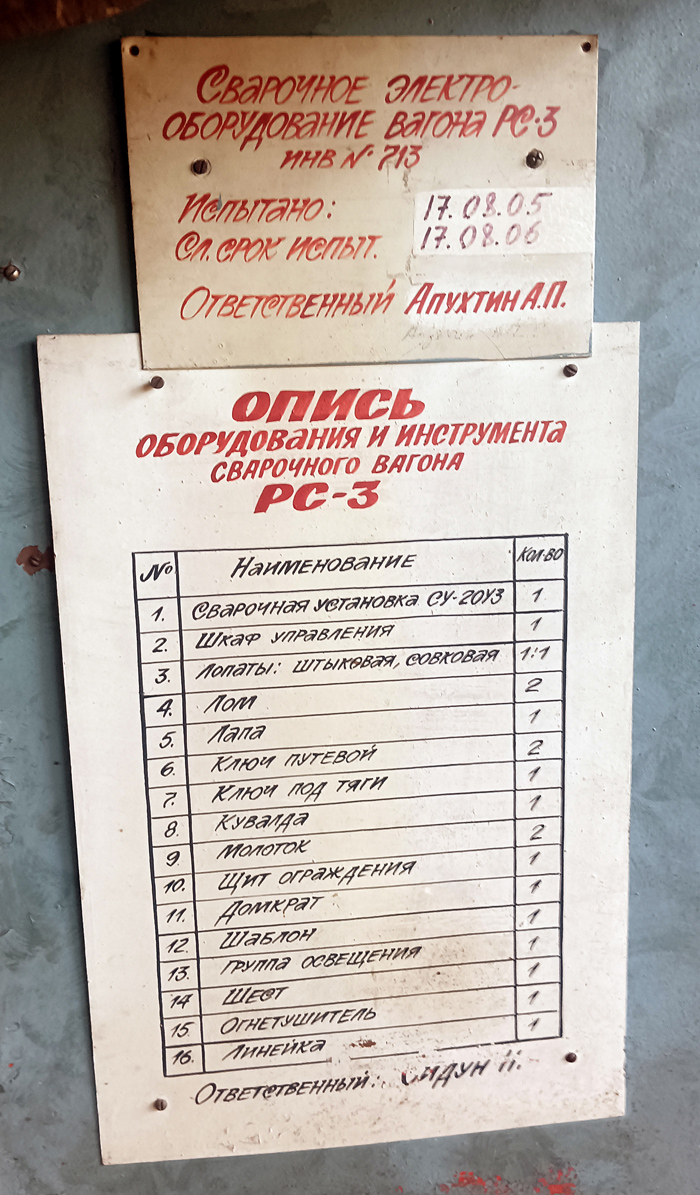 СВАРОЧНОЕ ЭЛЕКТРО-
ОБОРУДОВАНИЕ ВАГОНА РС-3
ИНВ № 713
ИСПЫТАНО: 17.08.05
СЛ. СРОК ИСПЫТ. 17.08.06
ОТВЕТСТВЕННЫЙ АПУХТИН А.П.
ОПИСЬ
ОБОРУДОВАНИЯ И ИНСТРУМЕНТА
СВАРОЧНОГО ВАГОНА
РС-3
№ НАИМЕНОВАНИЕ КОЛ-ВО
1. СВАРОЧНАЯ УСТАНОВКА СУ-20У3 1
2. ШКАФ УПРАВЛЕНИЯ 1
3. ЛОПАТЫ: ШТЫКОВАЯ, СОВКОВАЯ 1:1
4. ЛОМ 2
5. ЛАПА 1
6. КЛЮЧ ПУТЕВОЙ 2
7. КЛЮЧ ПОД ТЯГИ 1
8. КУВАЛДА 1
9 МОЛОТОК 2
10. ЩИТ ОГРАЖДЕНИЯ 1
11. ДОМКРАТ 1
12. ШАБЛОН 1
13. ГРУППА ОСВЕЩЕНИЯ 1
14 ШЕСТ 1
15 ОГНЕТУШИТЕЛЬ 1
16. ЛИНЕЙКА 1
ОТВЕТСТВЕННЫЙ: